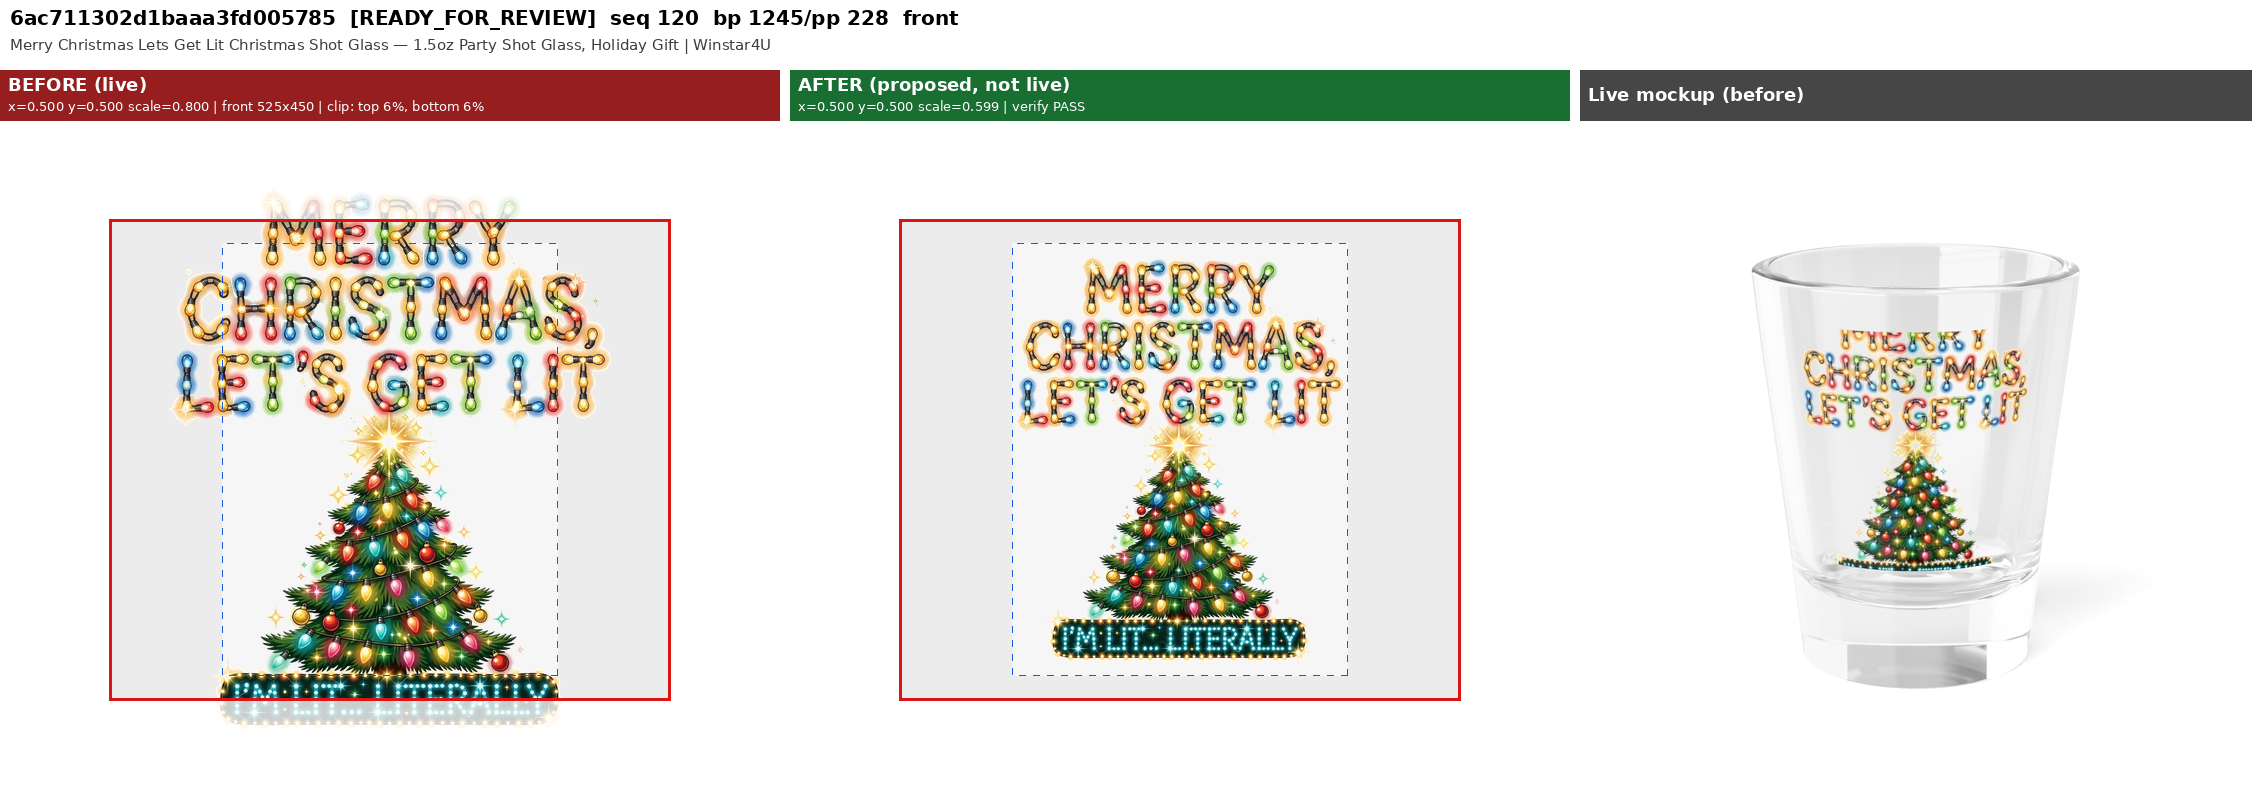 6ac711302d1baaa3fd005785 [READY_FOR_REVIEW] seq 120 bp 1245/pp 228 front
Merry Christmas Lets Get Lit Christmas Shot Glass — 1.5oz Party Shot Glass, Holiday Gift | Winstar4U
BEFORE (live)
x=0.500 y=0.500 scale=0.800 | front 525x450 | clip: top 6%, bottom 6%
MERRY
CHRISTMAS,
LET'S GET LIT
I'M LIT... LITERALLY
AFTER (proposed, not live)
x=0.500 y=0.500 scale=0.599 | verify PASS
MERRY
CHRISTMAS,
LET'S GET LIT
I'M LIT... LITERALLY
Live mockup (before)
MERRY
CHRISTMAS,
LET'S GET LIT